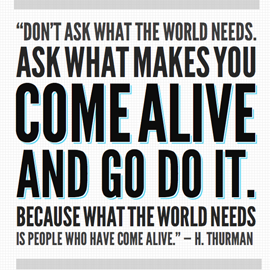 “DON’T ASK WHAT THE WORLD NEEDS.
ASK WHAT MAKES YOU
COME ALIVE
AND GO DO IT.
BECAUSE WHAT THE WORLD NEEDS
IS PEOPLE WHO HAVE COME ALIVE.” – H. THURMAN